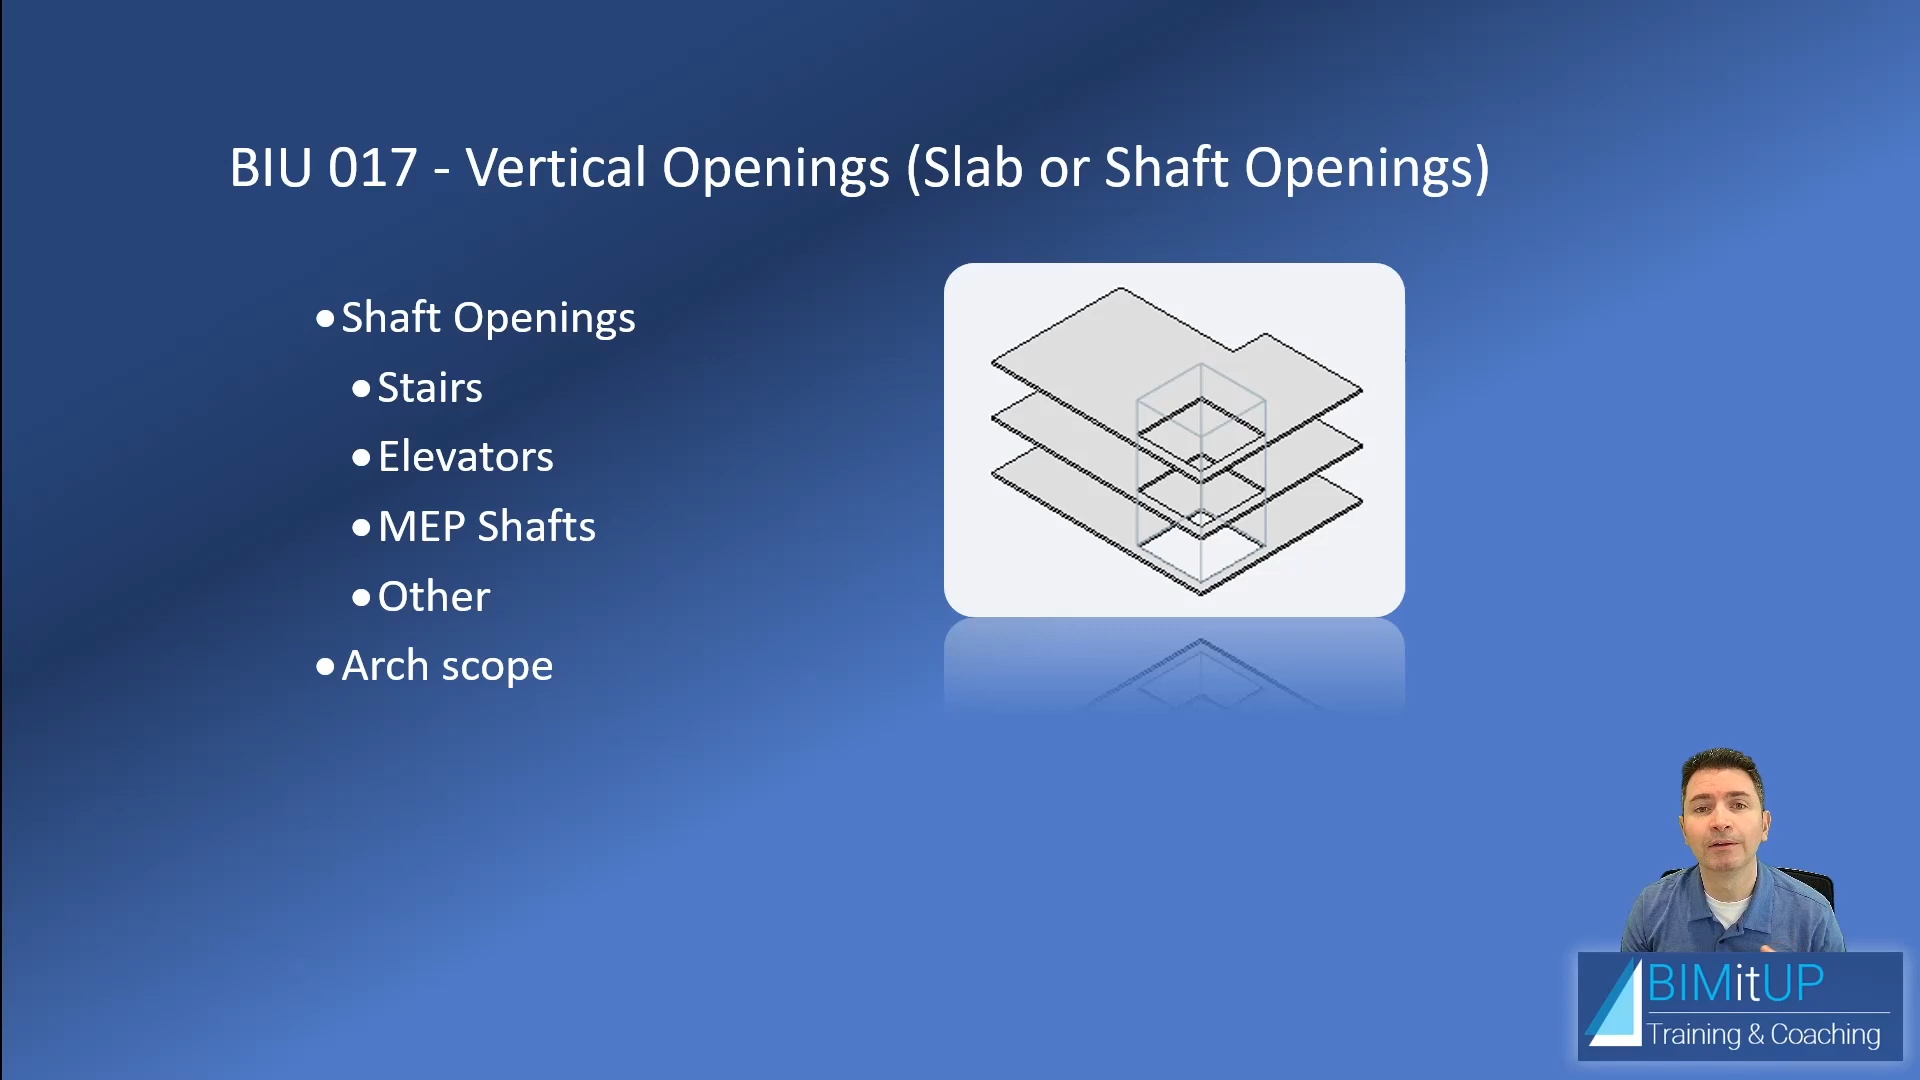 BIU 017 - Vertical Openings (Slab or Shaft Openings)
•Shaft Openings
•Stairs
•Elevators
•MEP Shafts
•Other
•Arch scope
BIMitUP
Training & Coaching